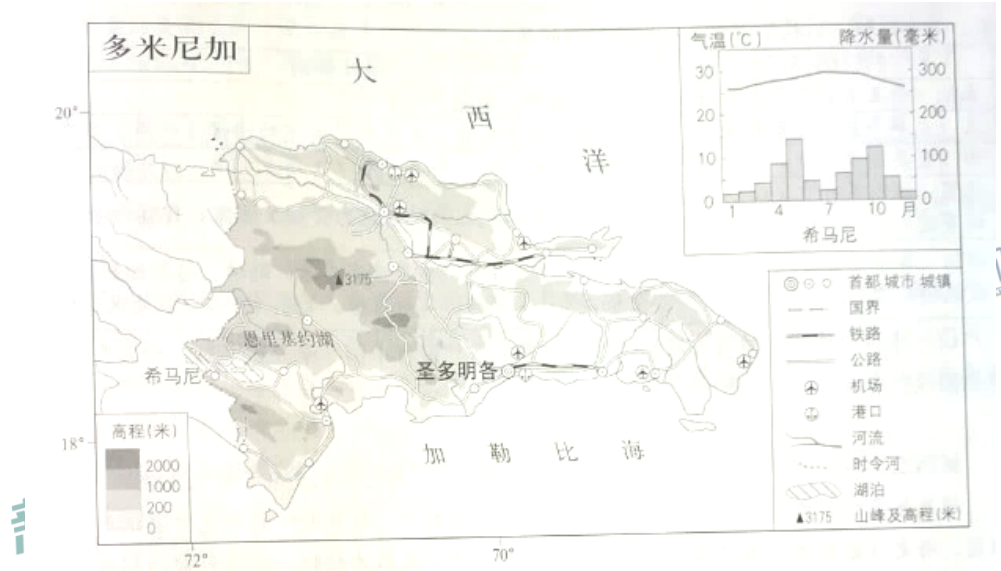 多米尼加
大
西
洋
20°
18°
72°
70°
▲3175
恩里基约湖
希马尼
圣多明各
加勒比海
高程(米)
2000
1000
200
0
气温(℃) 降水量(毫米)
30 300
20 200
10 100
0 0
1 4 7 10 月
希马尼
首都 城市 城镇
国界
铁路
公路
机场
港口
河流
时令河
湖泊
▲3175 山峰及高程(米)